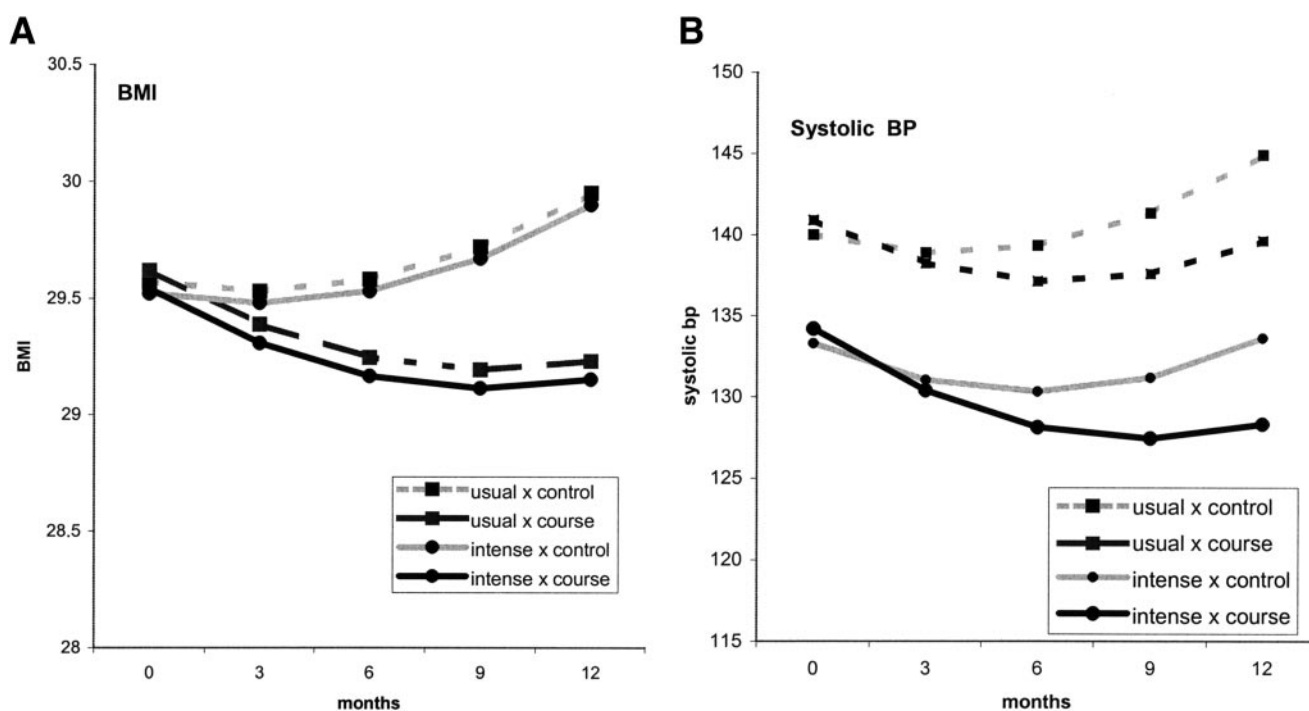 A
BMI
30.5
30
29.5
29
28.5
28
BMI
0 3 6 9 12
months
usual x control
usual x course
intense x control
intense x course
B
Systolic BP
150
145
140
135
130
125
120
115
systolic bp
0 3 6 9 12
months
usual x control
usual x course
intense x control
intense x course